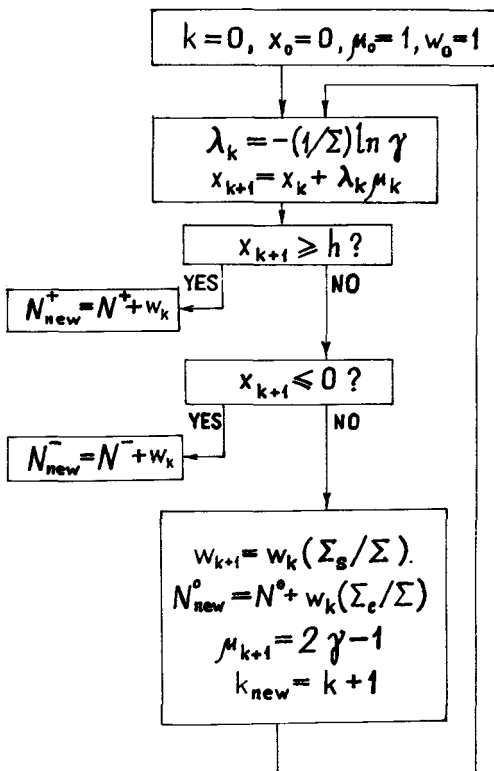 k=0, x₀=0, μ₀=1, w₀=1
λₖ=-(1/Σ)ln γ
xₖ₊₁=xₖ+λₖμₖ
xₖ₊₁⩾h?
YES
NO
N⁺new=N⁺+wₖ
xₖ₊₁⩽0?
YES
NO
N⁻new=N⁻+wₖ
wₖ₊₁=wₖ(Σₛ/Σ).
N⁰new=N⁰+wₖ(Σc/Σ)
μₖ₊₁=2γ-1
knew=k+1